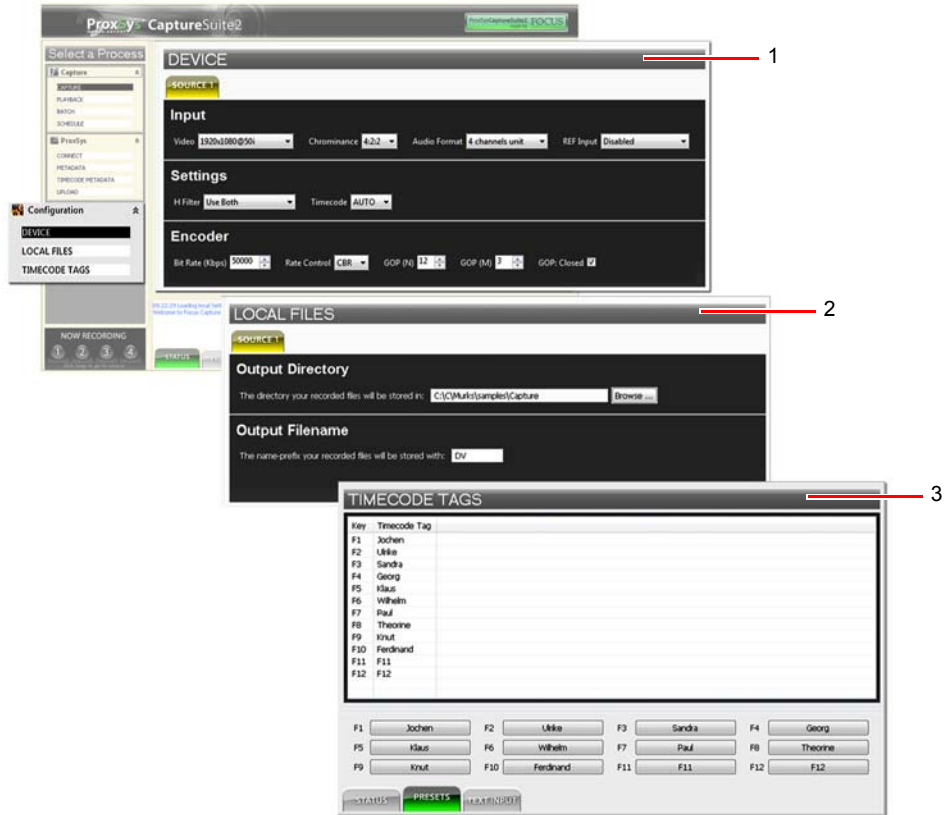 ProxSys CaptureSuite2
FOCUS
Select a Process
Capture
CAPTURE
PLAYBACK
BATCH
SCHEDULE
ProxSys
CONNECT
METADATA
TIMECODE METADATA
UPLOAD
Configuration
DEVICE
LOCAL FILES
TIMECODE TAGS
NOW RECORDING
1 2 3 4
STATUS
DEVICE
1
SOURCE 1
Input
Video 1920x1080@50i Chrominance 4:2:2 Audio Format 4 channels unit REF Input Disabled
Settings
H Filter Use Both Timecode AUTO
Encoder
Bit Rate (Kbps) 50000 Rate Control CBR GOP (N) 12 GOP (M) 3 GOP: Closed
LOCAL FILES
2
SOURCE 1
Output Directory
The directory your recorded files will be stored in: C:\C\Murks\samples\Capture Browse ...
Output Filename
The name-prefix your recorded files will be stored with: DV
TIMECODE TAGS
3
Key Timecode Tag
F1 Jochen
F2 Ulrike
F3 Sandra
F4 Georg
F5 Klaus
F6 Wilhelm
F7 Paul
F8 Theorine
F9 Knut
F10 Ferdinand
F11 F11
F12 F12
F1 Jochen F2 Ulrike F3 Sandra F4 Georg
F5 Klaus F6 Wilhelm F7 Paul F8 Theorine
F9 Knut F10 Ferdinand F11 F11 F12 F12
STATUS PRESETS TEXT INPUT